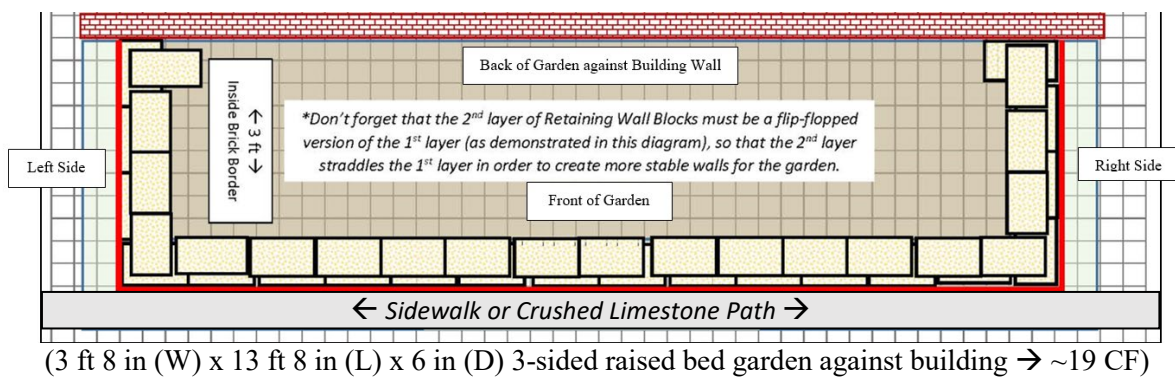 Back of Garden against Building Wall
← 3 ft →
Inside Brick Border
*Don't forget that the 2nd layer of Retaining Wall Blocks must be a flip-flopped
version of the 1st layer (as demonstrated in this diagram), so that the 2nd layer
straddles the 1st layer in order to create more stable walls for the garden.
Left Side
Right Side
Front of Garden
← Sidewalk or Crushed Limestone Path →
(3 ft 8 in (W) x 13 ft 8 in (L) x 6 in (D) 3-sided raised bed garden against building → ~19 CF)